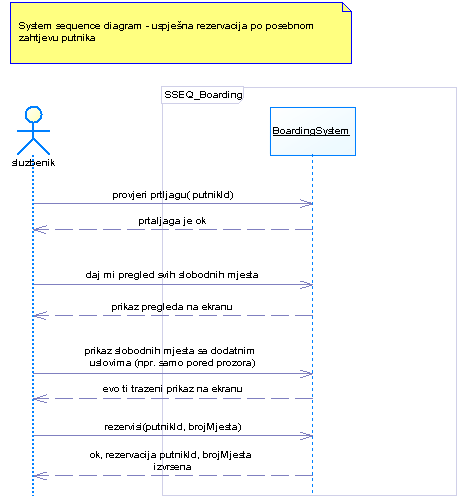 System sequence diagram - uspješna rezervacija po posebnom
zahtjevu putnika
SSEQ_Boarding
sluzbenik
BoardingSystem
provjeri prtljagu( putnikId)
prtaljaga je ok
daj mi pregled svih slobodnih mjesta
prikaz pregleda na ekranu
prikaz slobodnih mjesta sa dodatnim
uslovima (npr. samo pored prozora)
evo ti trazeni prikaz na ekranu
rezervisi(putnikId, brojMjesta)
ok, rezervacija putnikId, brojMjesta
izvrsena